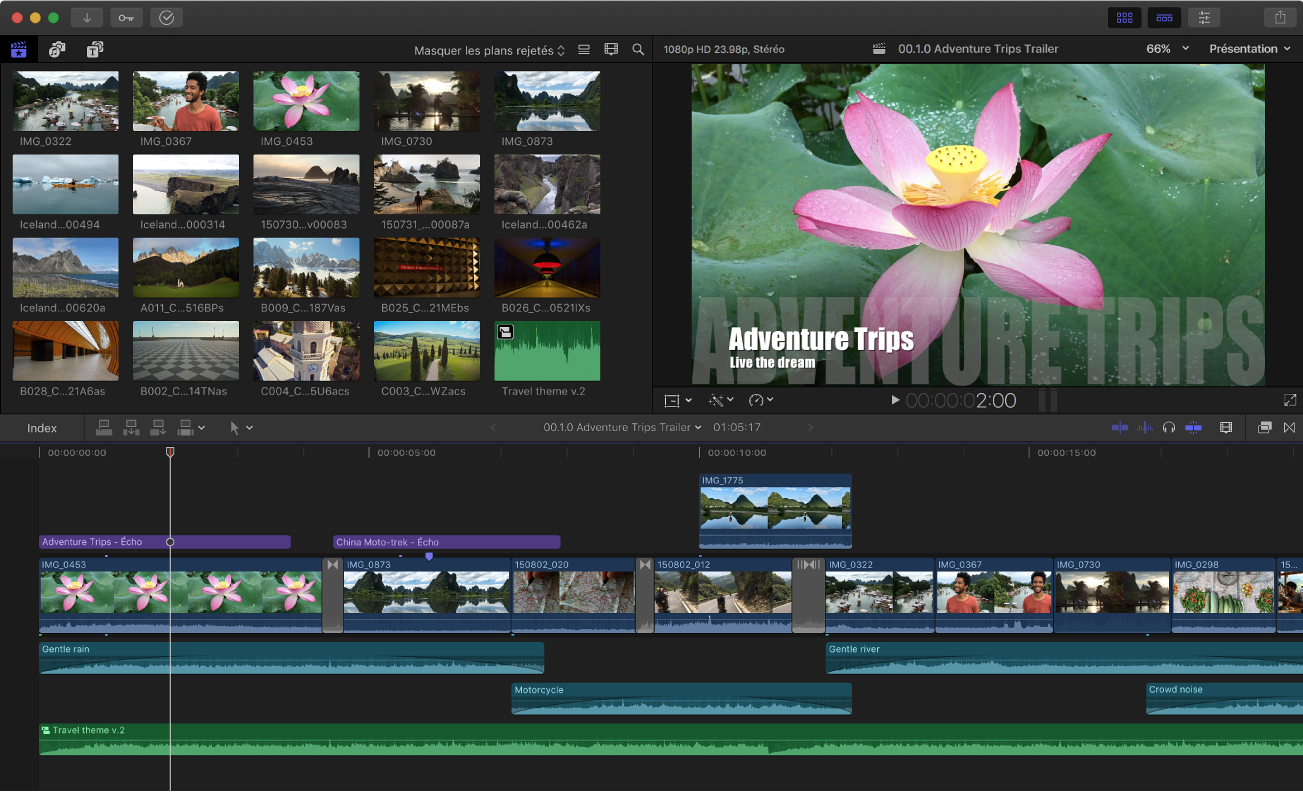 Masquer les plans rejetés
1080p HD 23.98p, Stéréo
00.1.0 Adventure Trips Trailer
66%
Présentation
IMG_0322
IMG_0367
IMG_0453
IMG_0730
IMG_0873
Iceland...00494
Iceland...000314
150730...v00083
150731_...00087a
Iceland...00462a
Iceland...00620a
A011_C...516BPs
B009_C...187Vas
B025_C...21MEbs
B026_C...0521IXs
B028_C...21A6as
B002_C...14TNas
C004_C...5U6acs
C003_C...WZacs
Travel theme v.2
ADVENTURE TRIPS
Adventure Trips
Live the dream
00:00:02:00
Index
00.1.0 Adventure Trips Trailer
01:05:17
00:00:00:00
00:00:05:00
00:00:10:00
00:00:15:00
IMG_1775
Adventure Trips - Écho
China Moto-trek - Écho
IMG_0453
IMG_0873
150802_020
150802_012
IMG_0322
IMG_0367
IMG_0730
IMG_0298
15...
Gentle rain
Gentle river
Motorcycle
Crowd noise
Travel theme v.2